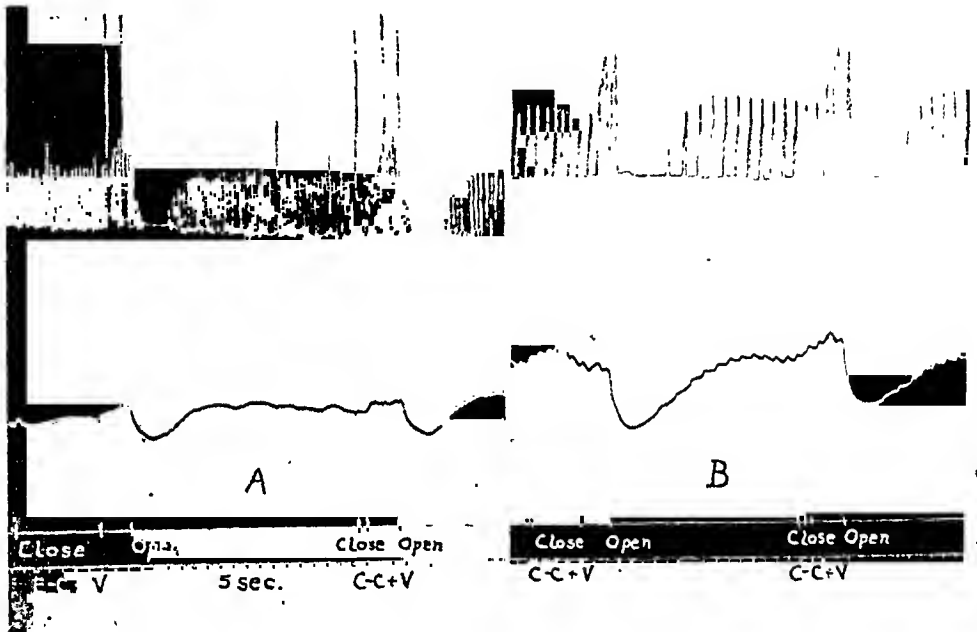 A
B
Close Close Open Close Open Close Open
V 5 sec. C-C+V C-C+V C-C+V